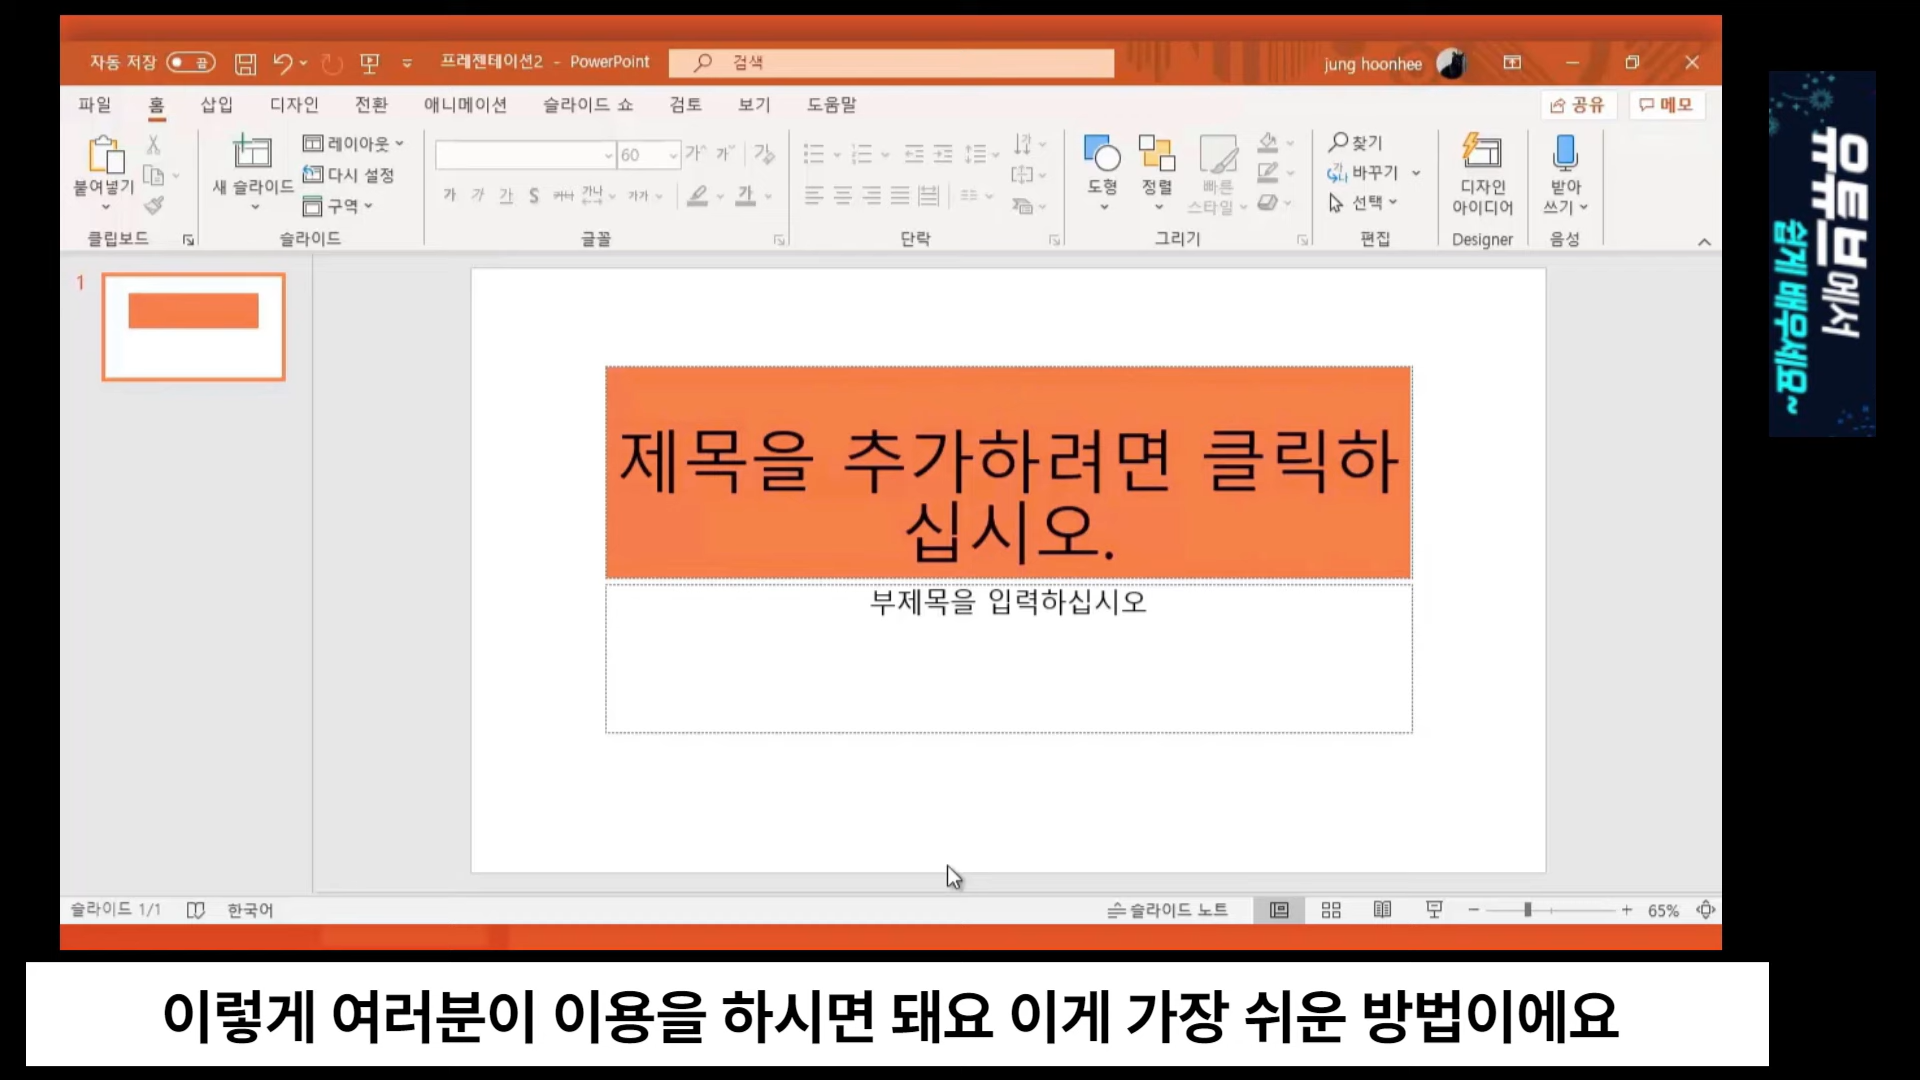 자동 저장 끔 프레젠테이션2 - PowerPoint 검색 jung hoonhee
파일 홈 삽입 디자인 전환 애니메이션 슬라이드 쇼 검토 보기 도움말 공유 메모
붙여넣기
클립보드
새 슬라이드
레이아웃
다시 설정
구역
슬라이드
60
가 가 가 S 가나 가가 가
글꼴
단락
도형
정렬
빠른
스타일
그리기
찾기
바꾸기
선택
편집
디자인
아이디어
Designer
받아
쓰기
음성
1
제목을 추가하려면 클릭하
십시오.
부제목을 입력하십시오
슬라이드 1/1 한국어 슬라이드 노트 65%
유튜브에서
쉽게 배우세요~
이렇게 여러분이 이용을 하시면 돼요 이게 가장 쉬운 방법이에요